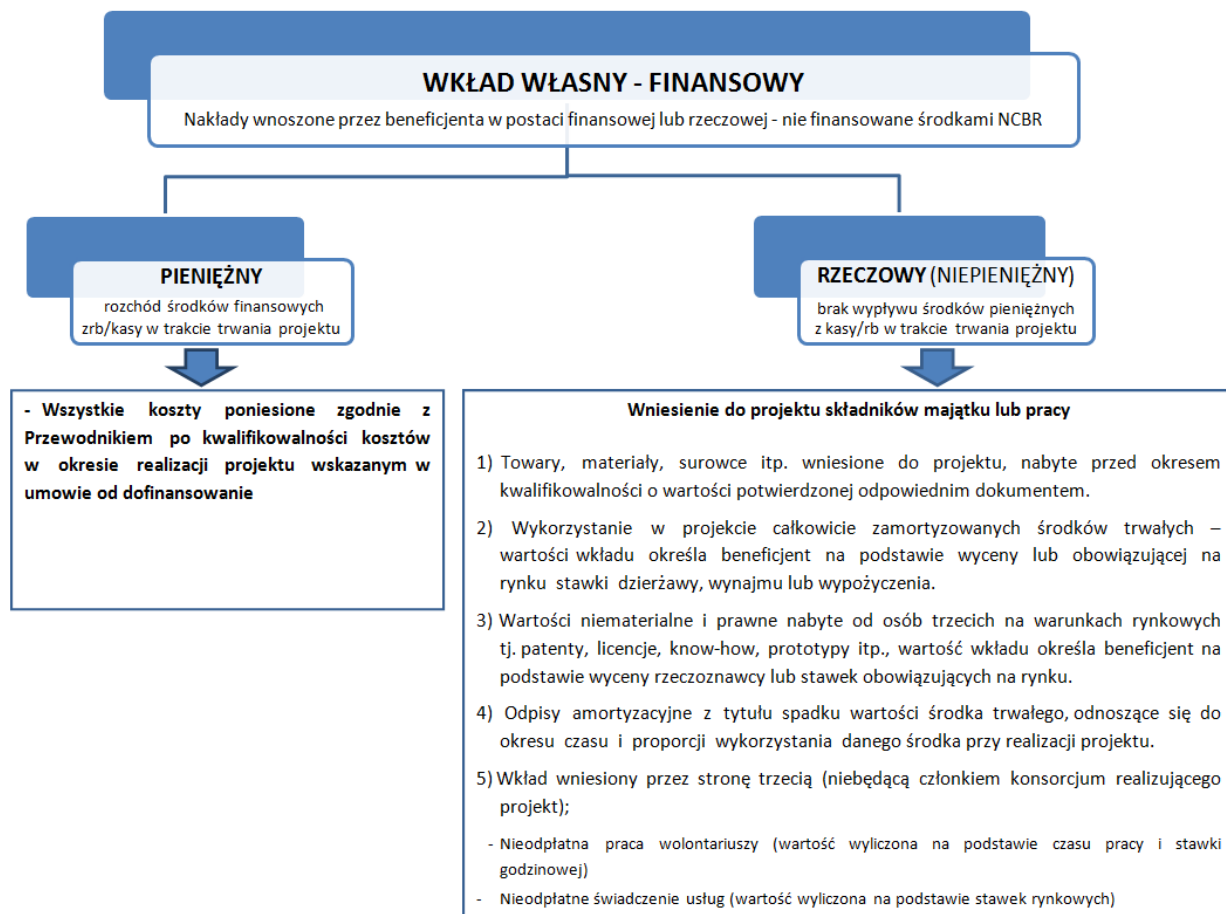 WKŁAD WŁASNY - FINANSOWY
Nakłady wnoszone przez beneficjenta w postaci finansowej lub rzeczowej - nie finansowane środkami NCBR
PIENIĘŻNY
rozchód środków finansowych
zrb/kasy w trakcie trwania projektu
- Wszystkie koszty poniesione zgodnie z
Przewodnikiem po kwalifikowalności kosztów
w okresie realizacji projektu wskazanym w
umowie od dofinansowanie
RZECZOWY (NIEPIENIĘŻNY)
brak wypływu środków pieniężnych
z kasy/rb w trakcie trwania projektu
Wniesienie do projektu składników majątku lub pracy
1) Towary, materiały, surowce itp. wniesione do projektu, nabyte przed okresem
kwalifikowalności o wartości potwierdzonej odpowiednim dokumentem.
2) Wykorzystanie w projekcie całkowicie zamortyzowanych środków trwałych –
wartości wkładu określa beneficjent na podstawie wyceny lub obowiązującej na
rynku stawki dzierżawy, wynajmu lub wypożyczenia.
3) Wartości niematerialne i prawne nabyte od osób trzecich na warunkach rynkowych
tj. patenty, licencje, know-how, prototypy itp., wartość wkładu określa beneficjent na
podstawie wyceny rzeczoznawcy lub stawek obowiązujących na rynku.
4) Odpisy amortyzacyjne z tytułu spadku wartości środka trwałego, odnoszące się do
okresu czasu i proporcji wykorzystania danego środka przy realizacji projektu.
5) Wkład wniesiony przez stronę trzecią (niebędącą członkiem konsorcjum realizującego
projekt);
- Nieodpłatna praca wolontariuszy (wartość wyliczona na podstawie czasu pracy i stawki
godzinowej)
- Nieodpłatne świadczenie usług (wartość wyliczona na podstawie stawek rynkowych)